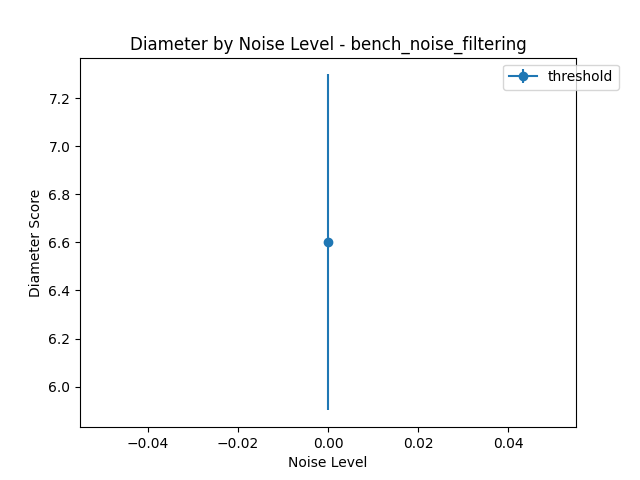 Diameter by Noise Level - bench_noise_filtering
threshold
7.2
7.0
6.8
6.6
6.4
6.2
6.0
Diameter Score
−0.04 −0.02 0.00 0.02 0.04
Noise Level